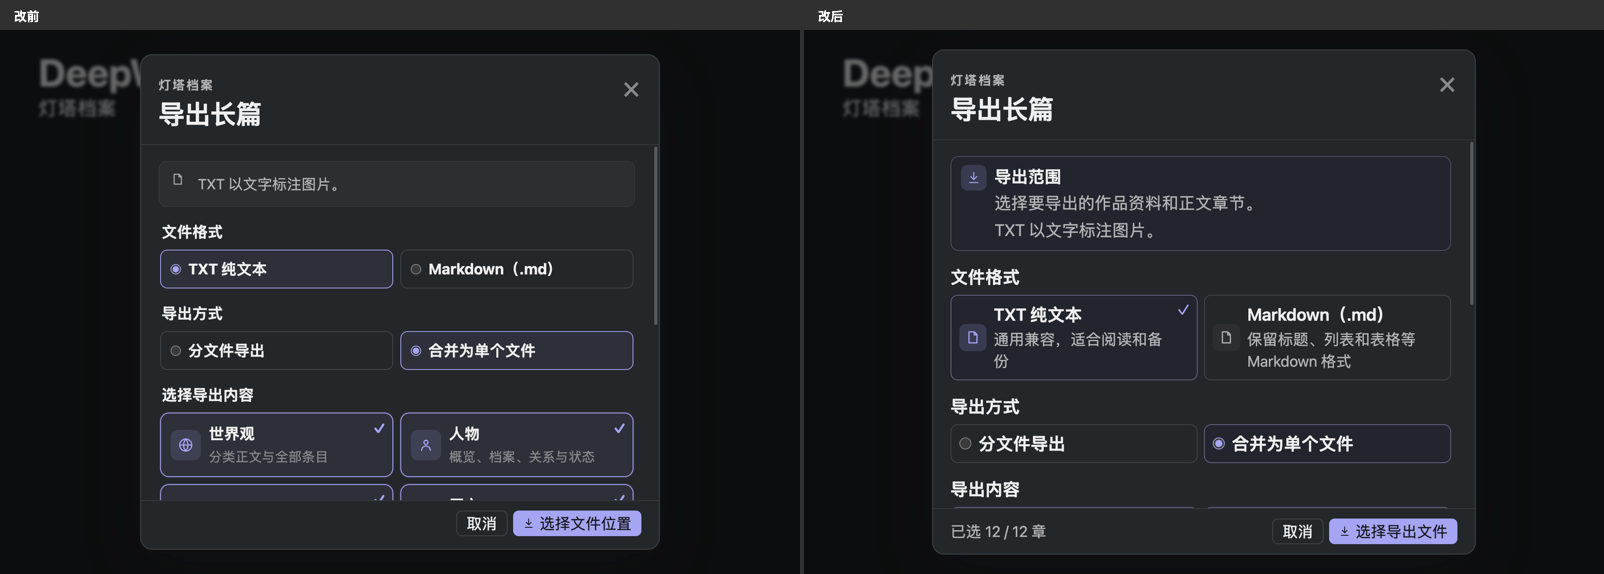 改前
DeepW
灯塔档案
灯塔档案
导出长篇
TXT 以文字标注图片。
文件格式
TXT 纯文本
Markdown（.md）
导出方式
分文件导出
合并为单个文件
选择导出内容
世界观
分类正文与全部条目
人物
概览、档案、关系与状态
取消
选择文件位置
改后
Deep
灯塔档案
灯塔档案
导出长篇
导出范围
选择要导出的作品资料和正文章节。
TXT 以文字标注图片。
文件格式
TXT 纯文本
通用兼容，适合阅读和备
份
Markdown（.md）
保留标题、列表和表格等
Markdown 格式
导出方式
分文件导出
合并为单个文件
导出内容
已选 12 / 12 章
取消
选择导出文件